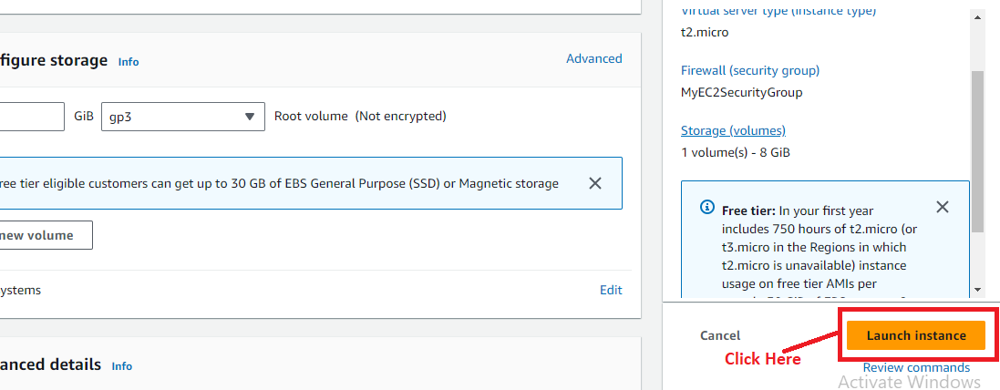 figure storage Info
Advanced
GiB
gp3
Root volume (Not encrypted)
ree tier eligible customers can get up to 30 GB of EBS General Purpose (SSD) or Magnetic storage
new volume
ystems
Edit
anced details Info
Virtual server type (instance type)
t2.micro
Firewall (security group)
MyEC2SecurityGroup
Storage (volumes)
1 volume(s) - 8 GiB
Free tier: In your first year
includes 750 hours of t2.micro (or
t3.micro in the Regions in which
t2.micro is unavailable) instance
usage on free tier AMIs per
Cancel
Launch instance
Click Here
Review commands
Activate Windows